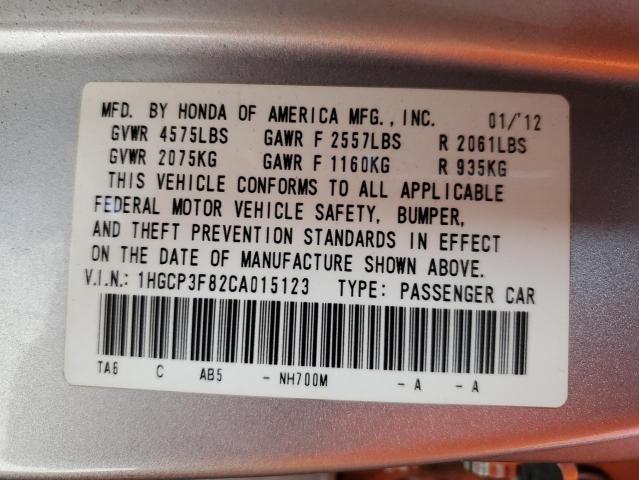 MFD. BY HONDA OF AMERICA MFG., INC. 01/'12
GVWR 4575LBS GAWR F 2557LBS R 2061LBS
GVWR 2075KG GAWR F 1160KG R 935KG
THIS VEHICLE CONFORMS TO ALL APPLICABLE
FEDERAL MOTOR VEHICLE SAFETY, BUMPER,
AND THEFT PREVENTION STANDARDS IN EFFECT
ON THE DATE OF MANUFACTURE SHOWN ABOVE.
V.I.N.: 1HGCP3F82CA015123 TYPE: PASSENGER CAR
TA6 C AB5 - NH700M - A - A